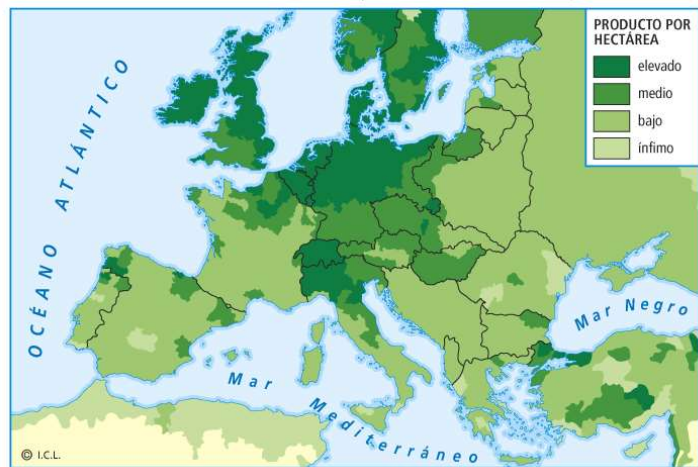 PRODUCTO POR
HECTÁREA
elevado
medio
bajo
ínfimo
OCÉANO ATLÁNTICO
Mar Negro
Mar Mediterráneo
© I.C.L.